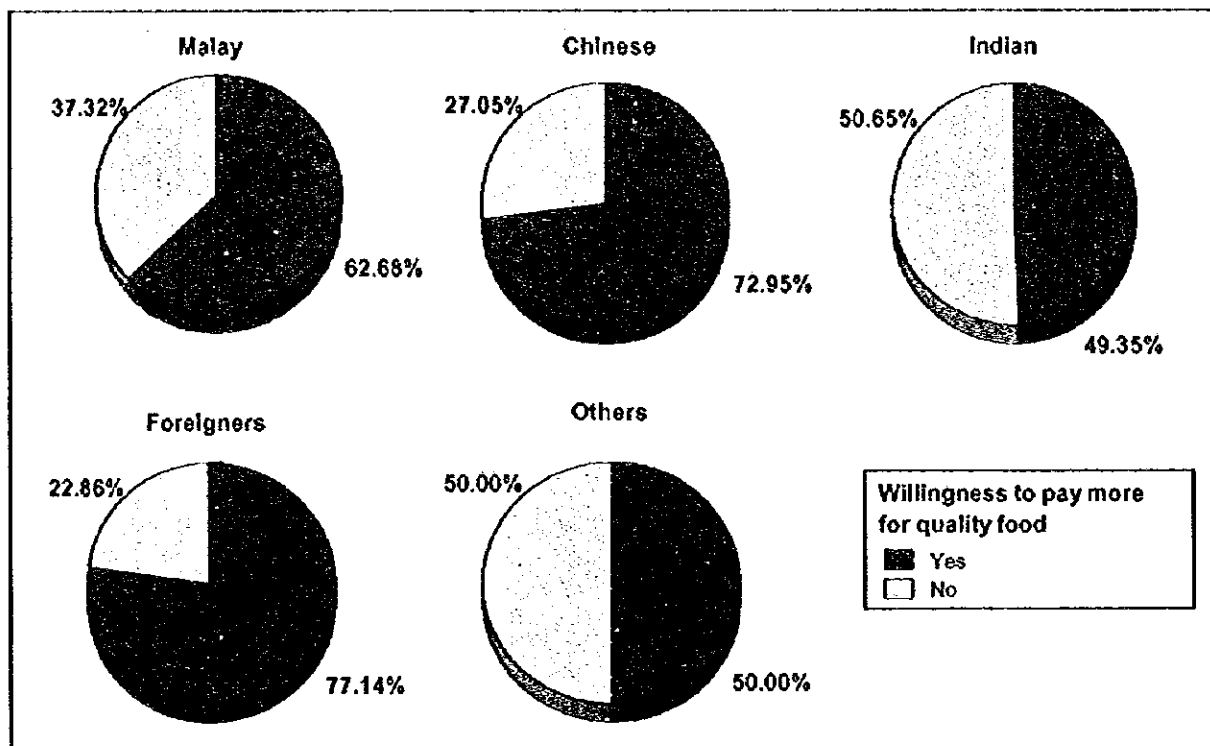 Malay
37.32%
62.68%
Chinese
27.05%
72.95%
Indian
50.65%
49.35%
Foreigners
22.86%
77.14%
Others
50.00%
50.00%
Willingness to pay more
for quality food
Yes
No